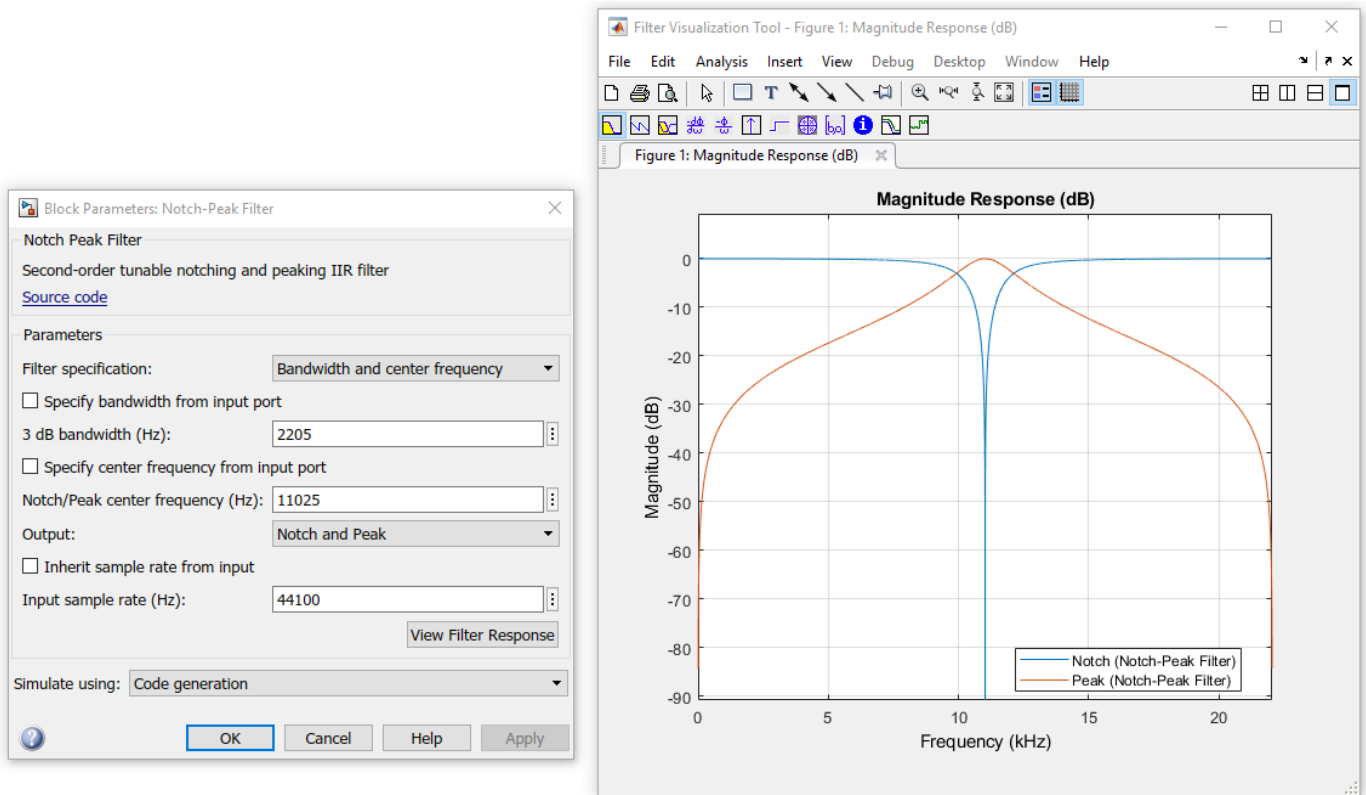 Block Parameters: Notch-Peak Filter
Notch Peak Filter
Second-order tunable notching and peaking IIR filter
Source code
Parameters
Filter specification: Bandwidth and center frequency
Specify bandwidth from input port
3 dB bandwidth (Hz): 2205
Specify center frequency from input port
Notch/Peak center frequency (Hz): 11025
Output: Notch and Peak
Inherit sample rate from input
Input sample rate (Hz): 44100
View Filter Response
Simulate using: Code generation
OK Cancel Help Apply
Filter Visualization Tool - Figure 1: Magnitude Response (dB)
File Edit Analysis Insert View Debug Desktop Window Help
T
Figure 1: Magnitude Response (dB)
Magnitude Response (dB)
0
-10
-20
-30
-40
-50
-60
-70
-80
-90
Magnitude (dB)
Notch (Notch-Peak Filter)
Peak (Notch-Peak Filter)
0 5 10 15 20
Frequency (kHz)